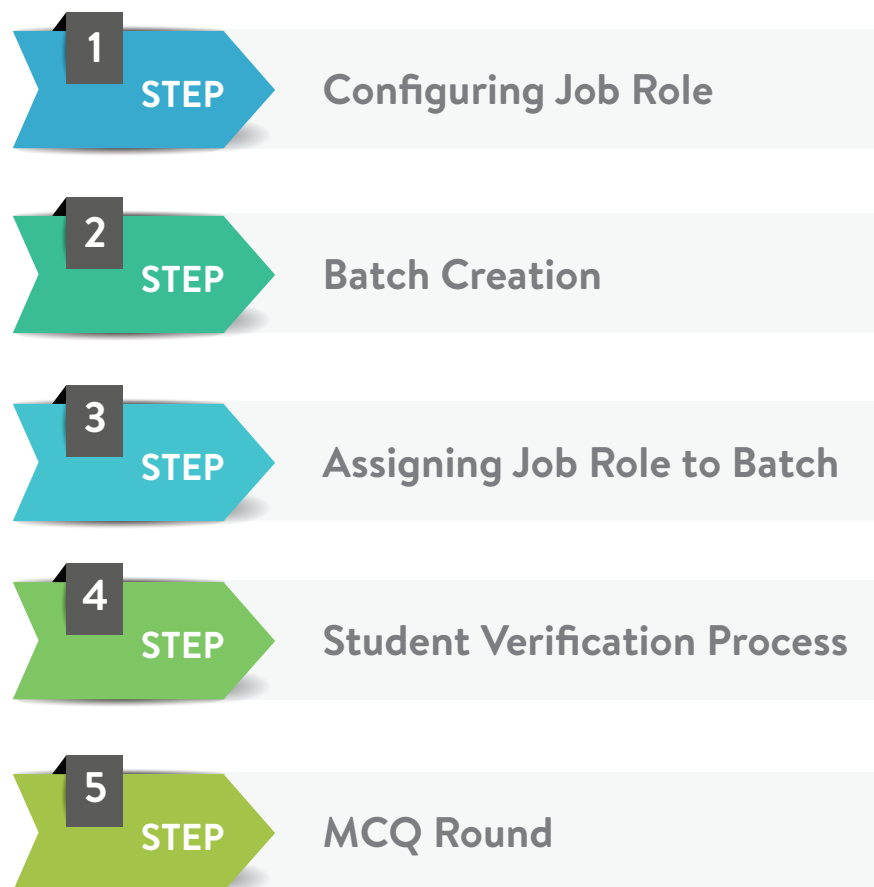 1
STEP
Configuring Job Role
2
STEP
Batch Creation
3
STEP
Assigning Job Role to Batch
4
STEP
Student Verification Process
5
STEP
MCQ Round